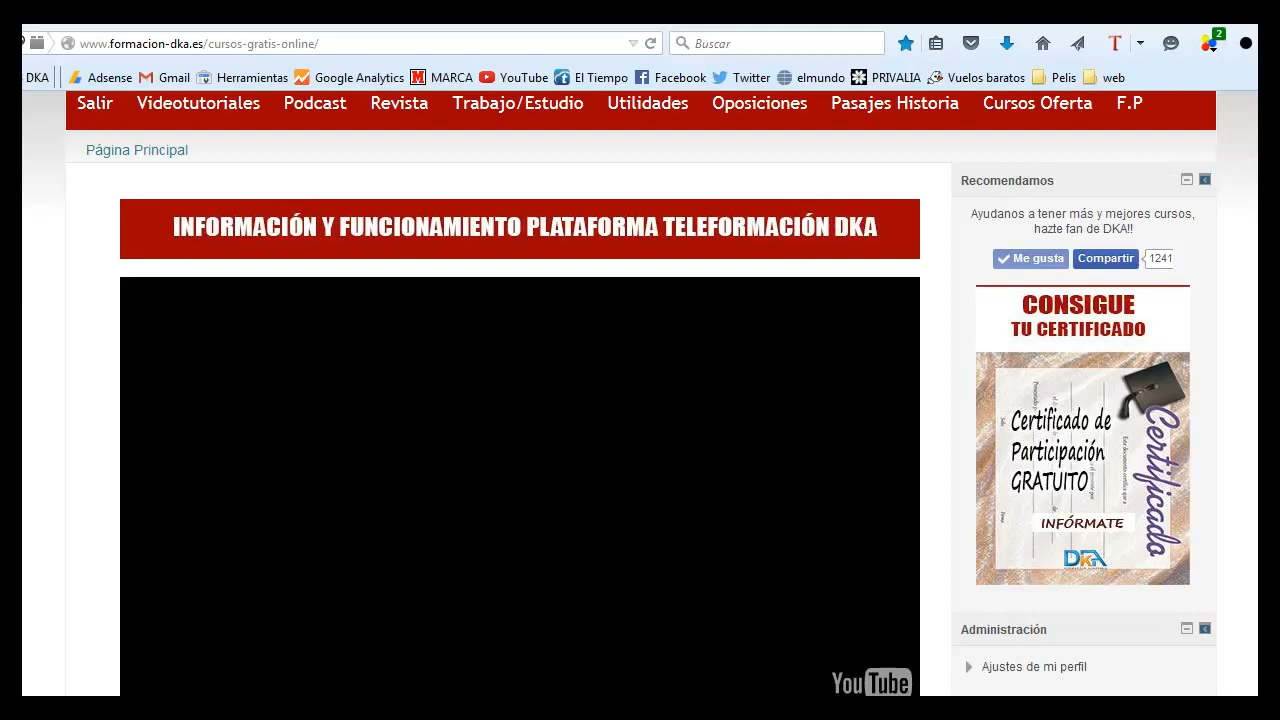 www.formacion-dka.es/cursos-gratis-online/
Buscar
2
DKA
Adsense
Gmail
Herramientas
Google Analytics
MARCA
YouTube
El Tiempo
Facebook
Twitter
elmundo
PRIVALIA
Vuelos baratos
Pelis
web
Salir
Videotutoriales
Podcast
Revista
Trabajo/Estudio
Utilidades
Oposiciones
Pasajes Historia
Cursos Oferta
F.P
Página Principal
INFORMACIÓN Y FUNCIONAMIENTO PLATAFORMA TELEFORMACIÓN DKA
YouTube
Recomendamos
Ayudanos a tener más y mejores cursos,
hazte fan de DKA!!
Me gusta
Compartir
1241
CONSIGUE
TU CERTIFICADO
Certificado de
Participación
GRATUITO
Certificado
INFÓRMATE
DKA
Administración
Ajustes de mi perfil